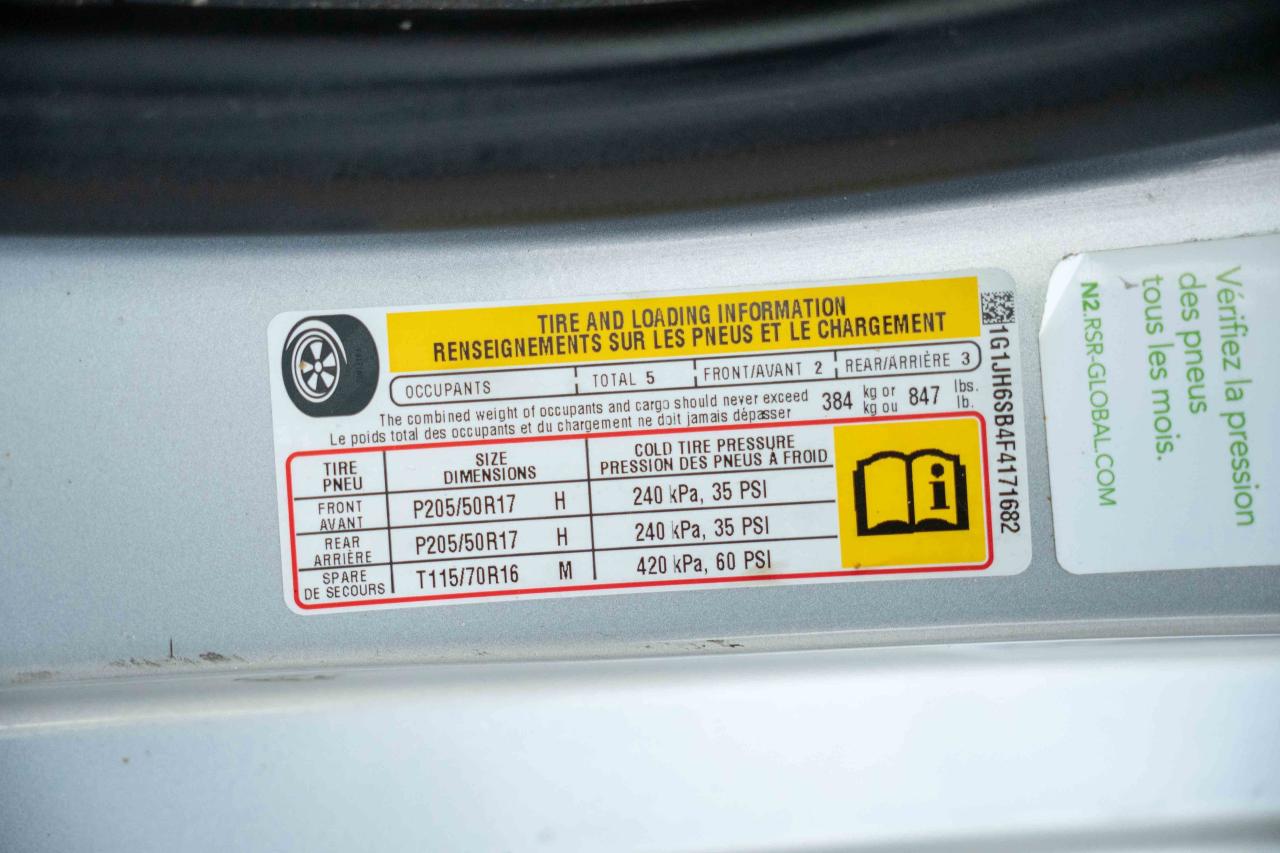 TIRE AND LOADING INFORMATION
RENSEIGNEMENTS SUR LES PNEUS ET LE CHARGEMENT
OCCUPANTS TOTAL 5 FRONT/AVANT 2 REAR/ARRIÈRE 3
The combined weight of occupants and cargo should never exceed 384 kg or 847 lbs.
Le poids total des occupants et du chargement ne doit jamais dépasser kg ou lb.
TIRE SIZE COLD TIRE PRESSURE
PNEU DIMENSIONS PRESSION DES PNEUS À FROID
FRONT
AVANT P205/50R17 H 240 kPa, 35 PSI
REAR
ARRIÈRE P205/50R17 H 240 kPa, 35 PSI
SPARE
DE SECOURS T115/70R16 M 420 kPa, 60 PSI
1G1JH6SB4F4171682
Vérifiez la pression
des pneus
tous les mois.
N2.RSR-GLOBAL.COM